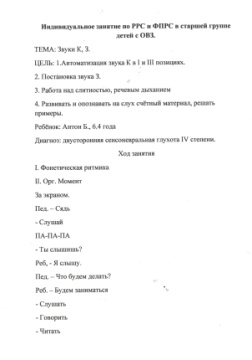 Индивидуальное занятие по РРС и ФПРС в старшей группе
детей с ОВЗ.
ТЕМА: Звуки К, З.
ЦЕЛЬ: 1.Автоматизация звука К в I и III позициях.
2. Постановка звука З.
3. Работа над слитностью, речевым дыханием
4. Развивать и опознавать на слух счётный материал, решать
примеры.
Ребёнок: Антон Б., 6,4 года
Диагноз: двусторонняя сенсоневральная глухота IV степени.
Ход занятия
I. Фонетическая ритмика
II. Орг. Момент
За экраном.
Пед. – Сядь
- Слушай
ПА-ПА-ПА
- Ты слышишь?
Реб, - Я слышу.
Пед. – Что будем делать?
Реб. – Будем заниматься
- Слушать
- Говорить
- Читать